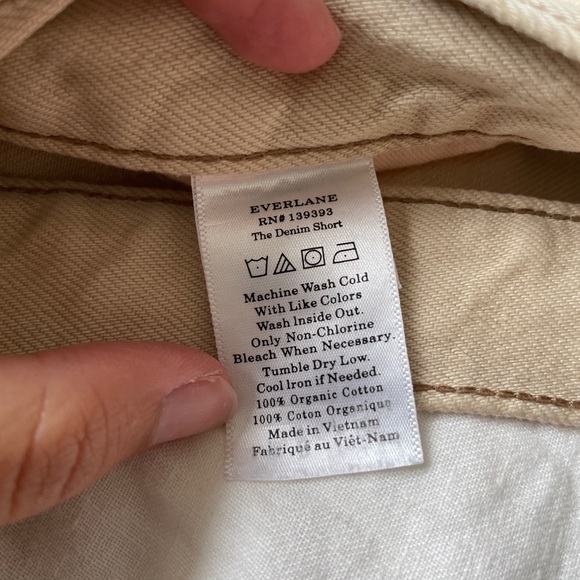 EVERLANE
RN# 139393
The Denim Short
Machine Wash Cold
With Like Colors
Wash Inside Out.
Only Non-Chlorine
Bleach When Necessary.
Tumble Dry Low.
Cool Iron if Needed.
100% Organic Cotton
100% Coton Organique
Made in Vietnam
Fabriqué au Viêt-Nam